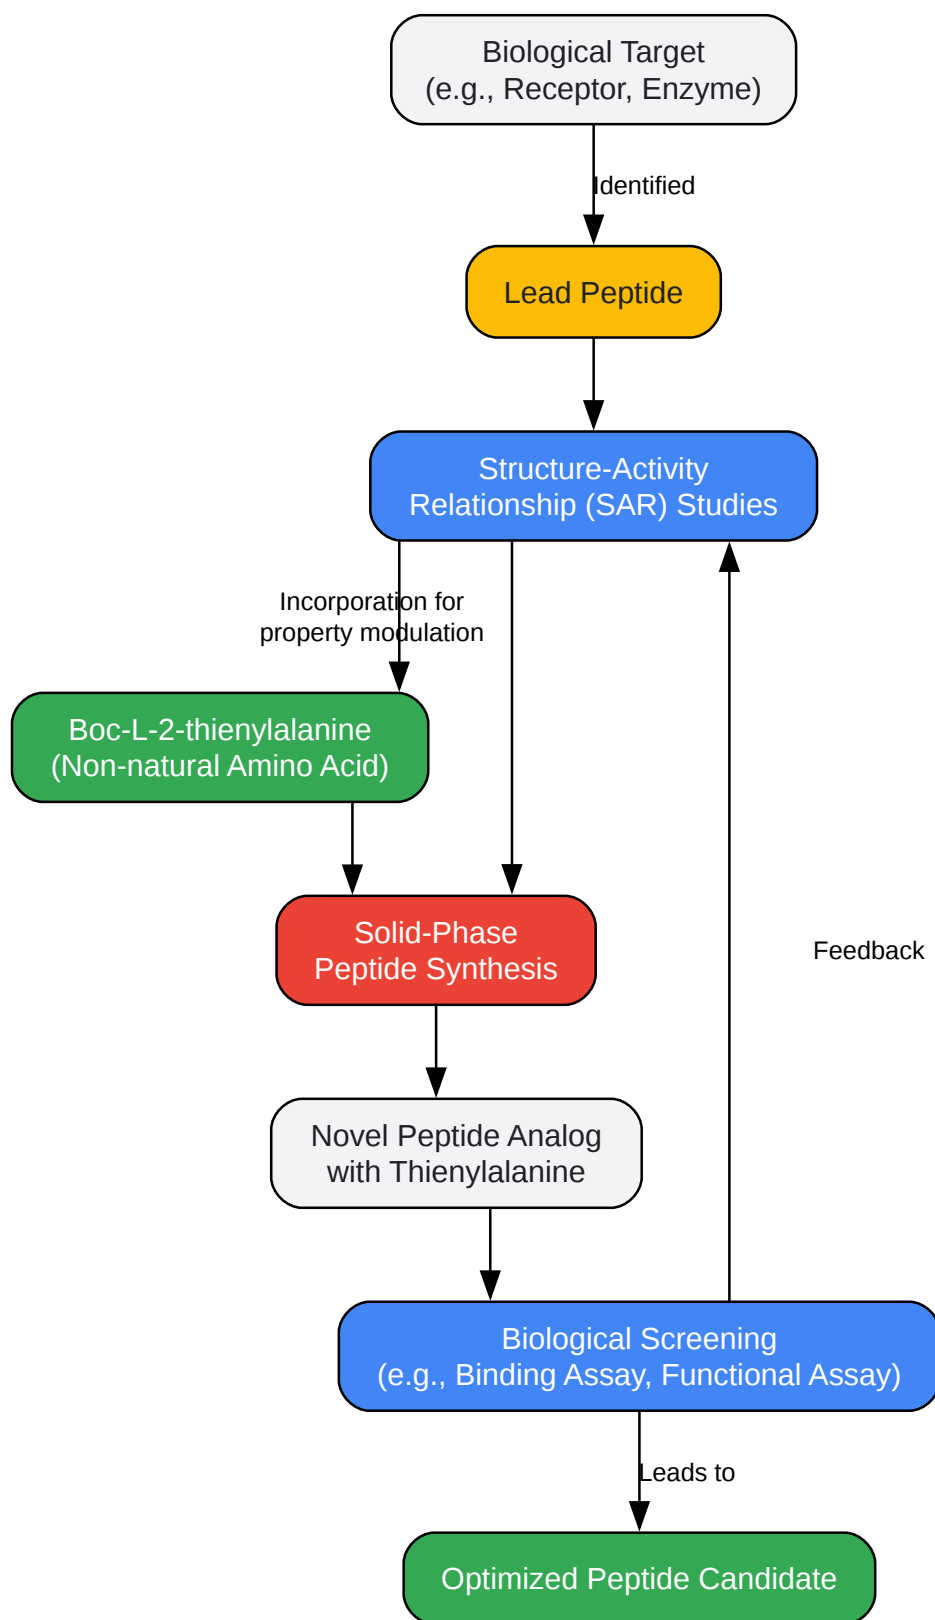 Biological Target
(e.g., Receptor, Enzyme)
Identified
Lead Peptide
Structure-Activity
Relationship (SAR) Studies
Incorporation for
property modulation
Boc-L-2-thienylalanine
(Non-natural Amino Acid)
Solid-Phase
Peptide Synthesis
Feedback
Novel Peptide Analog
with Thienylalanine
Biological Screening
(e.g., Binding Assay, Functional Assay)
Leads to
Optimized Peptide Candidate